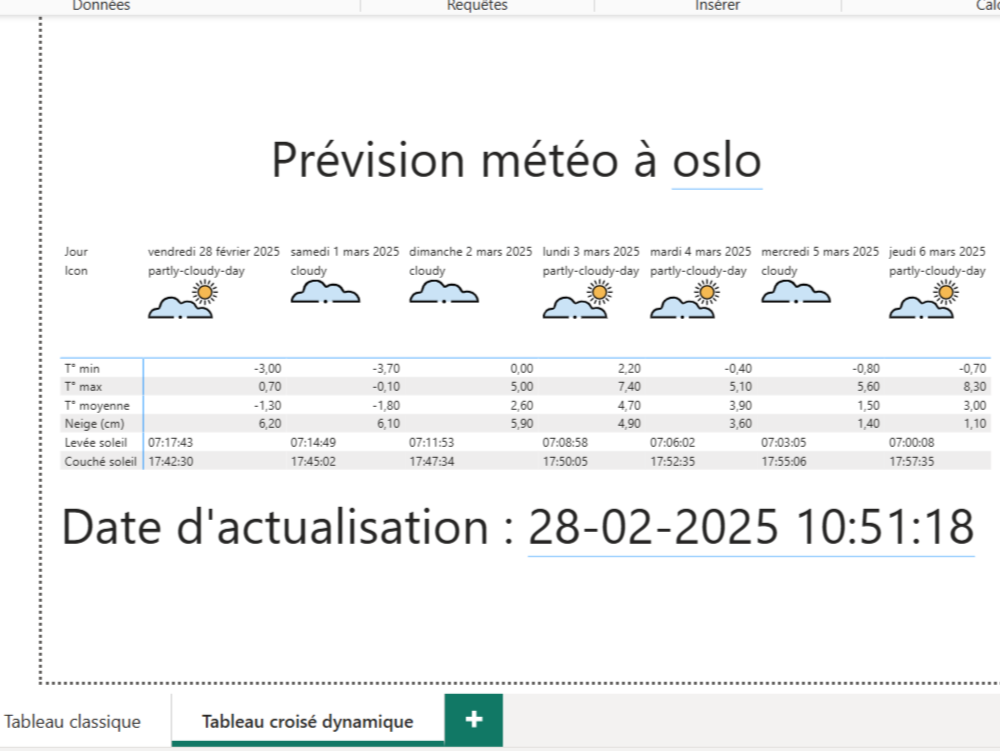 Données Requêtes Insérer
Prévision météo à oslo
Jour vendredi 28 février 2025 samedi 1 mars 2025 dimanche 2 mars 2025 lundi 3 mars 2025 mardi 4 mars 2025 mercredi 5 mars 2025 jeudi 6 mars 2025
Icon partly-cloudy-day cloudy cloudy partly-cloudy-day partly-cloudy-day cloudy partly-cloudy-day
T° min -3,00 -3,70 0,00 2,20 -0,40 -0,80 -0,70
T° max 0,70 -0,10 5,00 7,40 5,10 5,60 8,30
T° moyenne -1,30 -1,80 2,60 4,70 3,90 1,50 3,00
Neige (cm) 6,20 6,10 5,90 4,90 3,60 1,40 1,10
Levée soleil 07:17:43 07:14:49 07:11:53 07:08:58 07:06:02 07:03:05 07:00:08
Couché soleil 17:42:30 17:45:02 17:47:34 17:50:05 17:52:35 17:55:06 17:57:35
Date d'actualisation : 28-02-2025 10:51:18
Tableau classique Tableau croisé dynamique +